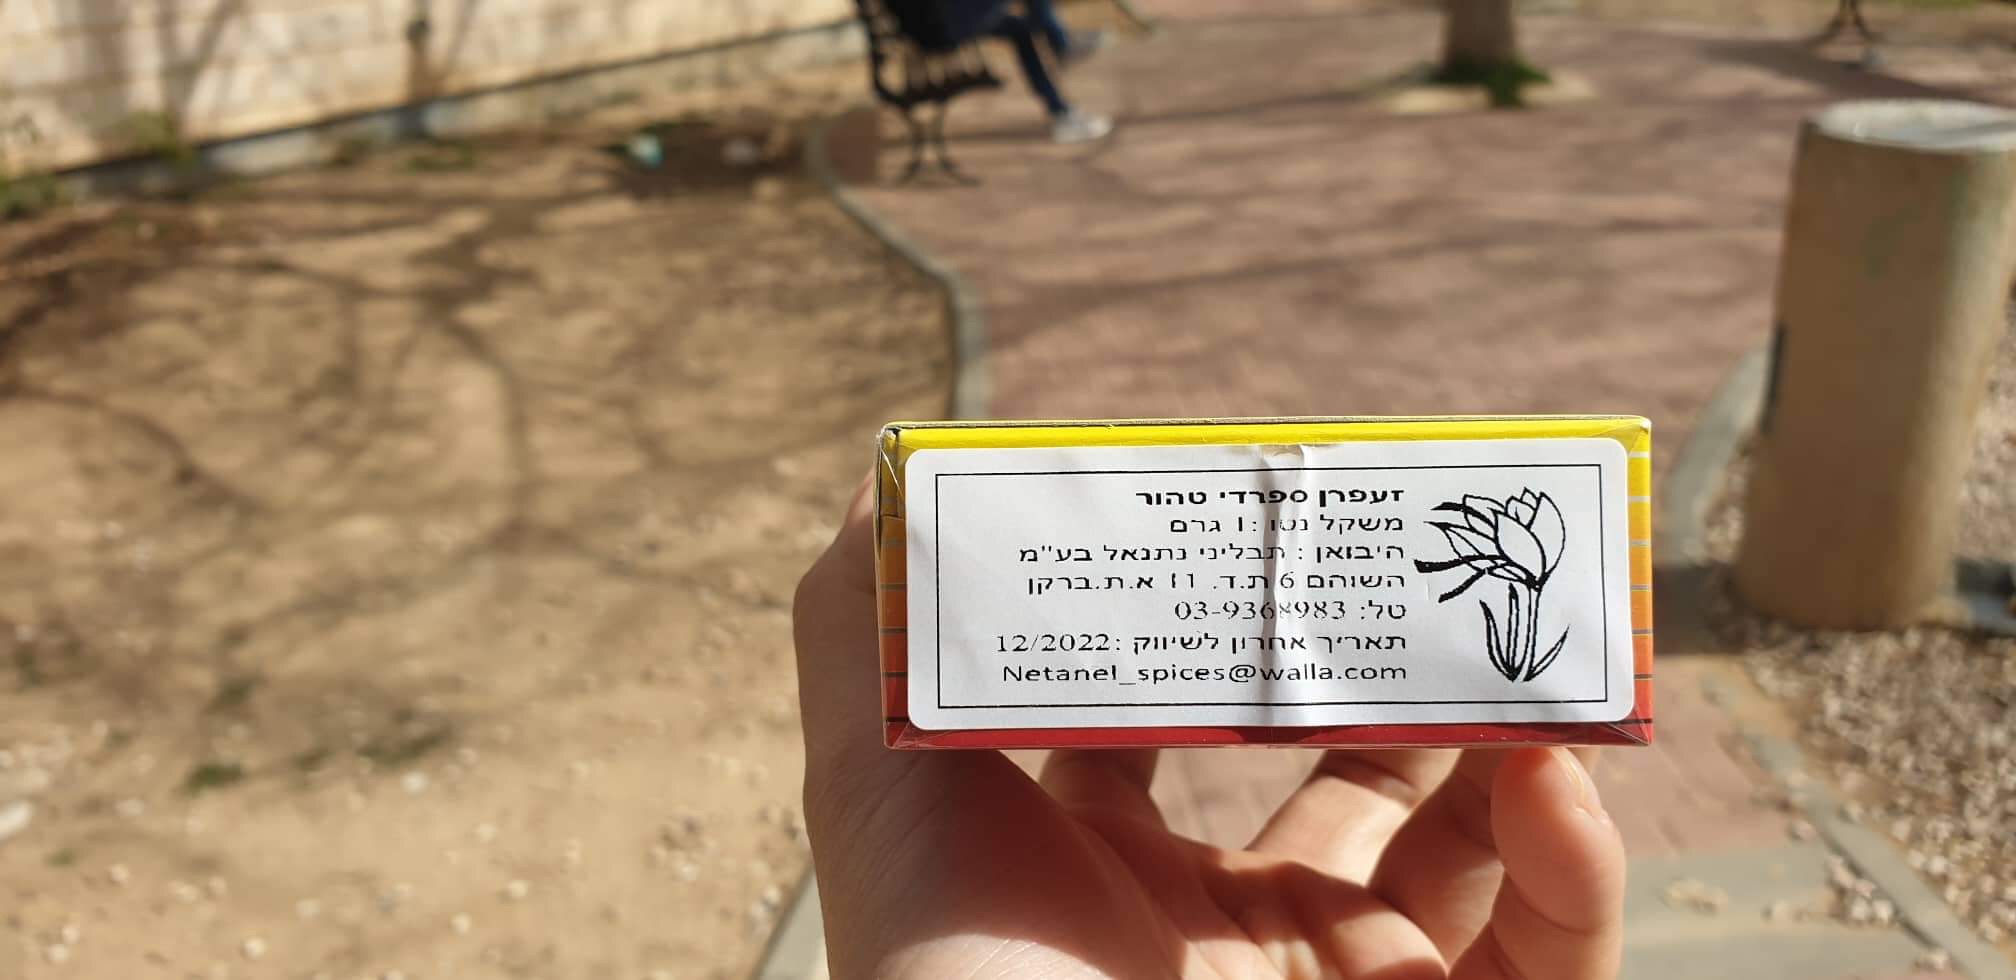 זעפרן ספרדי טהור
משקל נטו: 1 גרם
היבואן : תבליני נתנאל בע"מ
השוהם 6 ת.ד. 11 א.ת.ברקן
טל: 03-9368983
תאריך אחרון לשיווק :12/2022
Netanel_spices@walla.com